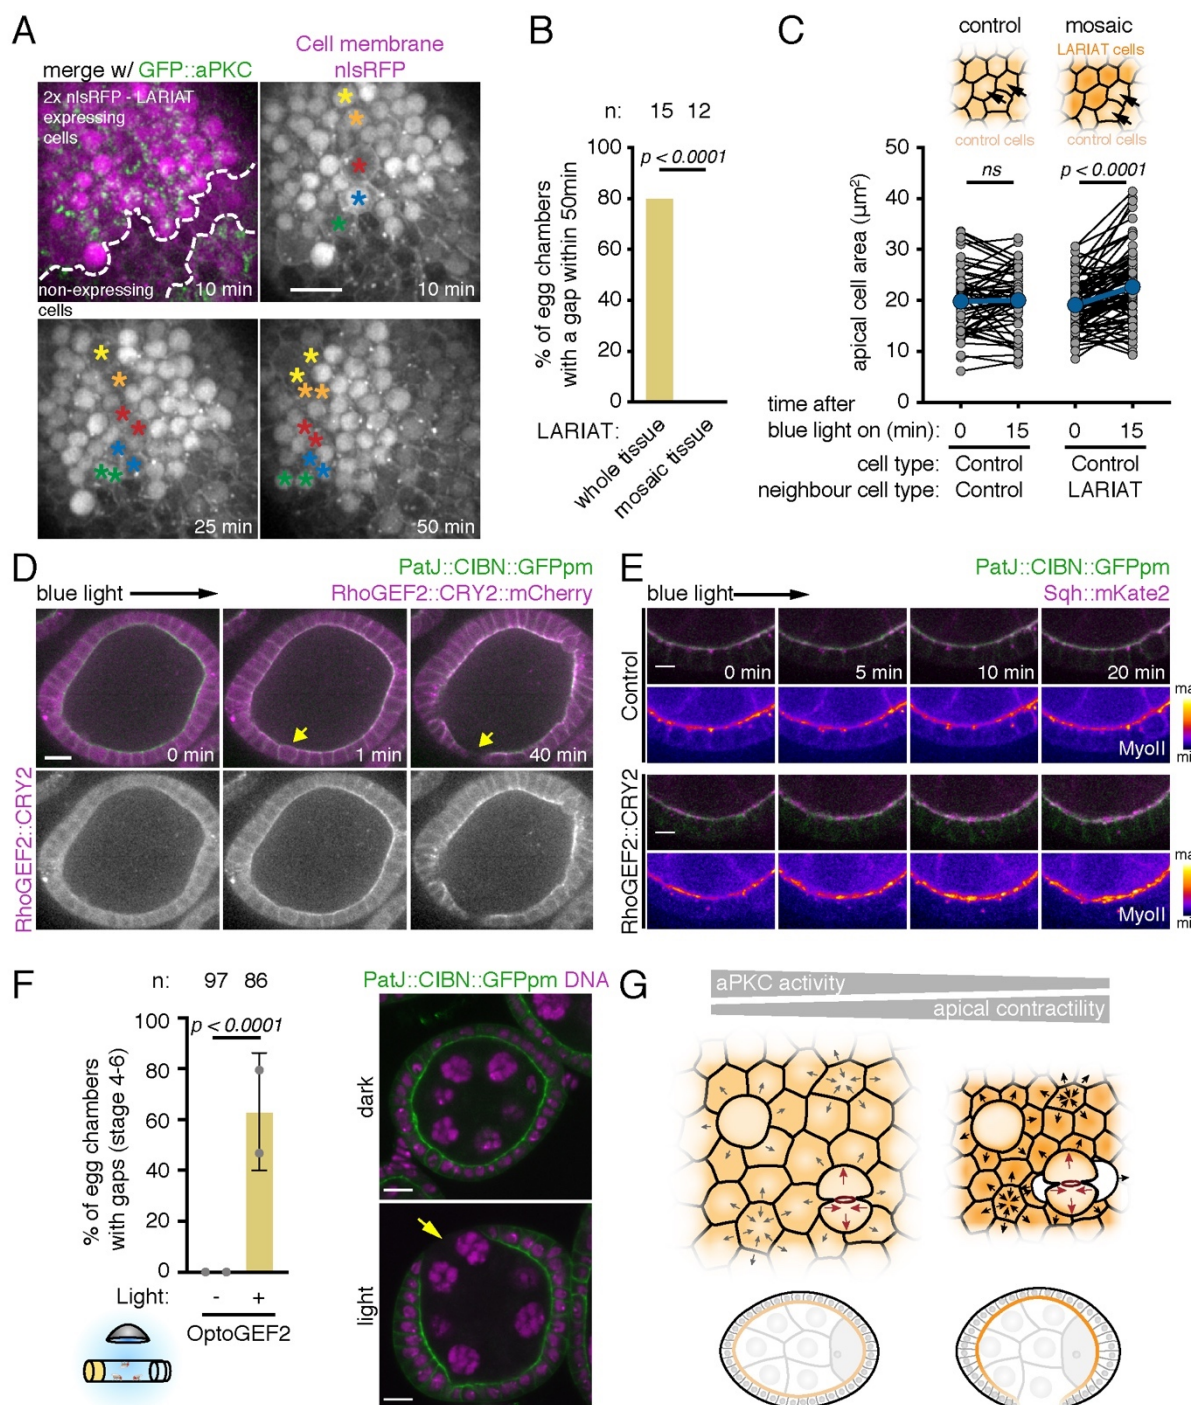 A
Cell membrane
merge w/ GFP::aPKC
nlsRFP
2x nlsRFP - LARIAT
expressing
cells
non-expressing
cells
10 min
10 min
25 min
50 min
B
n: 15 12
p < 0.0001
% of egg chambers
with a gap within 50min
100
80
60
40
20
0
LARIAT:
whole tissue
mosaic tissue
C
control
mosaic
LARIAT cells
control cells
control cells
ns
p < 0.0001
apical cell area (µm²)
50
40
30
20
10
0
time after
blue light on (min): 0 15 0 15
cell type: Control Control
neighbour cell type: Control LARIAT
D
PatJ::CIBN::GFPpm
blue light
RhoGEF2::CRY2::mCherry
0 min
1 min
40 min
RhoGEF2::CRY2
E
PatJ::CIBN::GFPpm
blue light
Sqh::mKate2
Control
0 min
5 min
10 min
20 min
MyoII
ma
mi
RhoGEF2::CRY2
MyoII
ma
mi
F
n: 97 86
p < 0.0001
% of egg chambers
with gaps (stage 4-6)
100
80
60
40
20
0
Light: - +
OptoGEF2
PatJ::CIBN::GFPpm DNA
dark
light
G
aPKC activity
apical contractility